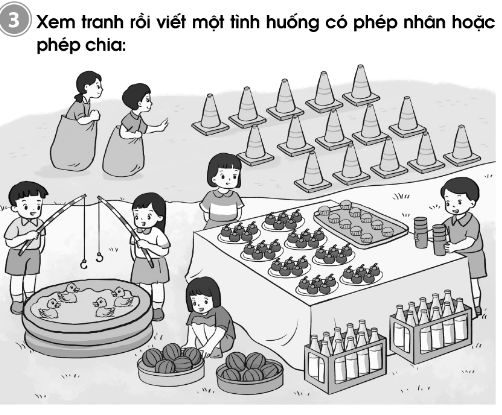 3 Xem tranh rồi viết một tình huống có phép nhân hoặc
phép chia: